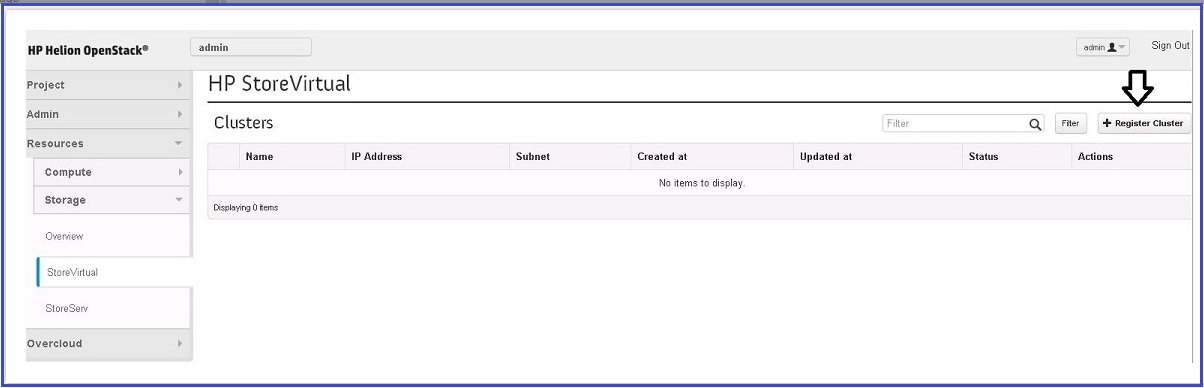 HP Helion OpenStack®
admin
admin
Sign Out
Project
Admin
Resources
Compute
Storage
Overview
StoreVirtual
StoreServ
Overcloud
HP StoreVirtual
Clusters
Filter
Filter
+ Register Cluster
Name IP Address Subnet Created at Updated at Status Actions
No items to display.
Displaying 0 items